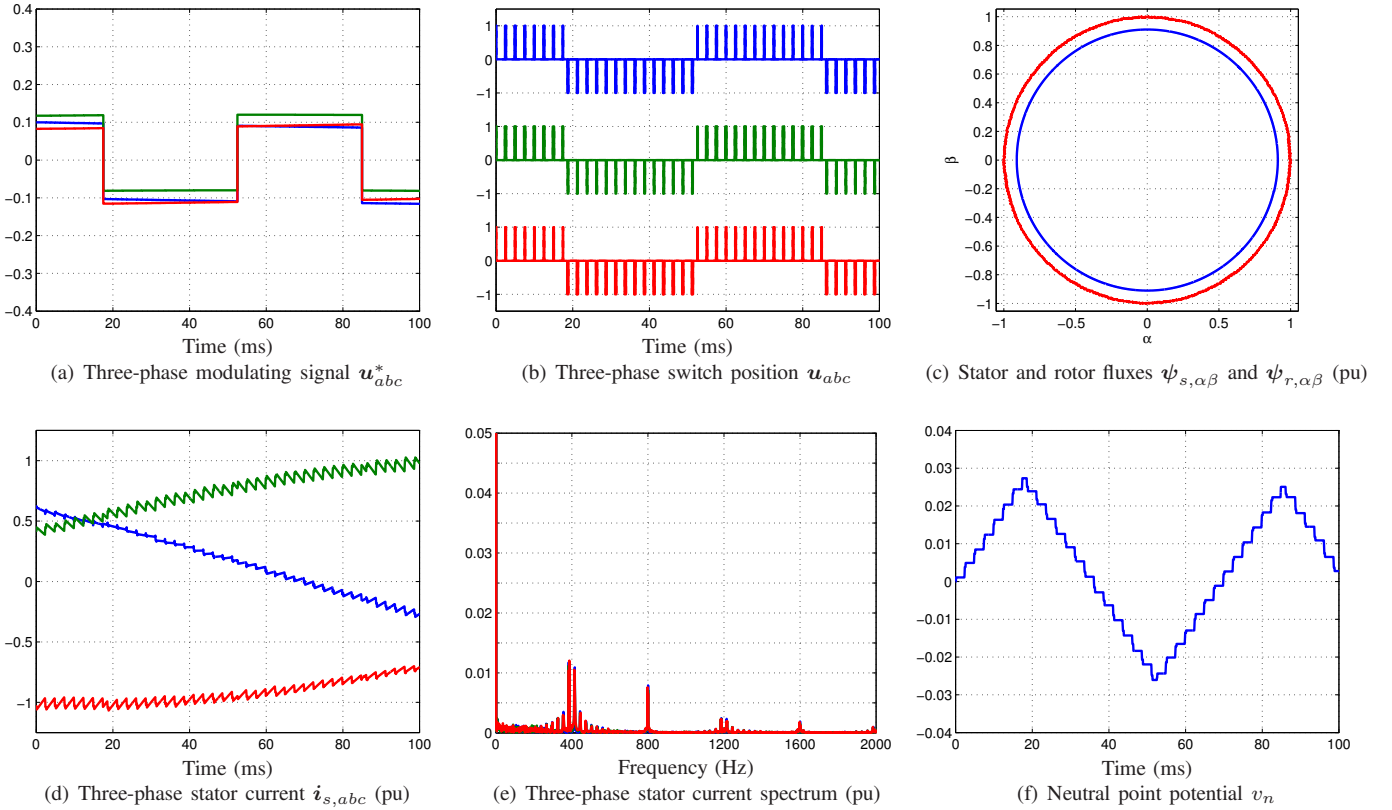 0.4
0.3
0.2
0.1
0
−0.1
−0.2
−0.3
−0.4
0 20 40 60 80 100
Time (ms)
(a) Three-phase modulating signal u*abc
1
0
−1
1
0
−1
1
0
−1
0 20 40 60 80 100
Time (ms)
(b) Three-phase switch position uabc
1
0.8
0.6
0.4
0.2
0
−0.2
−0.4
−0.6
−0.8
−1
β
−1 −0.5 0 0.5 1
α
(c) Stator and rotor fluxes ψs,αβ and ψr,αβ (pu)
1
0.5
0
−0.5
−1
0 20 40 60 80 100
Time (ms)
(d) Three-phase stator current is,abc (pu)
0.05
0.04
0.03
0.02
0.01
0
0 400 800 1200 1600 2000
Frequency (Hz)
(e) Three-phase stator current spectrum (pu)
0.04
0.03
0.02
0.01
0
−0.01
−0.02
−0.03
−0.04
0 20 40 60 80 100
Time (ms)
(f) Neutral point potential vn